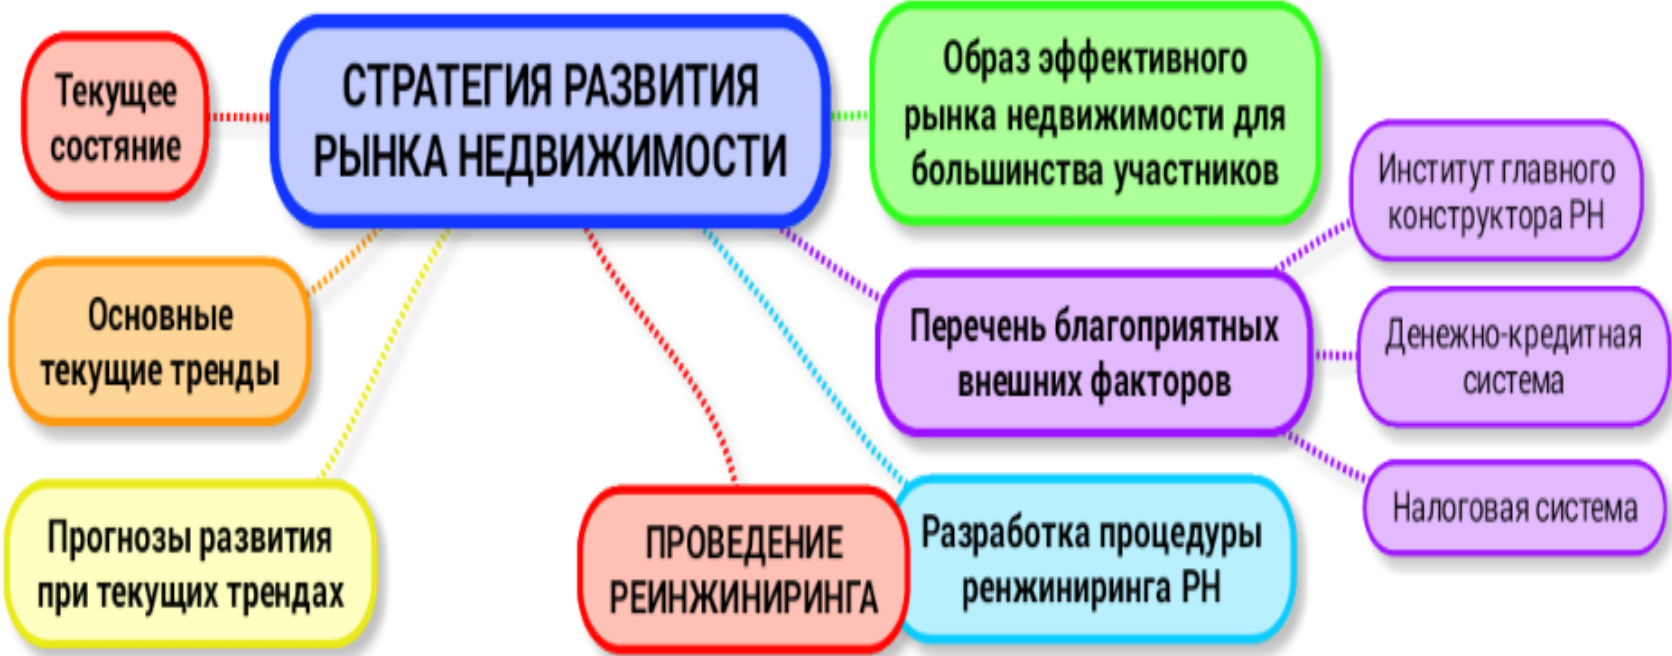 Текущее
состяние
СТРАТЕГИЯ РАЗВИТИЯ
РЫНКА НЕДВИЖИМОСТИ
Образ эффективного
рынка недвижимости для
большинства участников
Институт главного
конструктора РН
Основные
текущие тренды
Перечень благоприятных
внешних факторов
Денежно-кредитная
система
Налоговая система
Прогнозы развития
при текущих трендах
ПРОВЕДЕНИЕ
РЕИНЖИНИРИНГА
Разработка процедуры
ренжиниринга РН